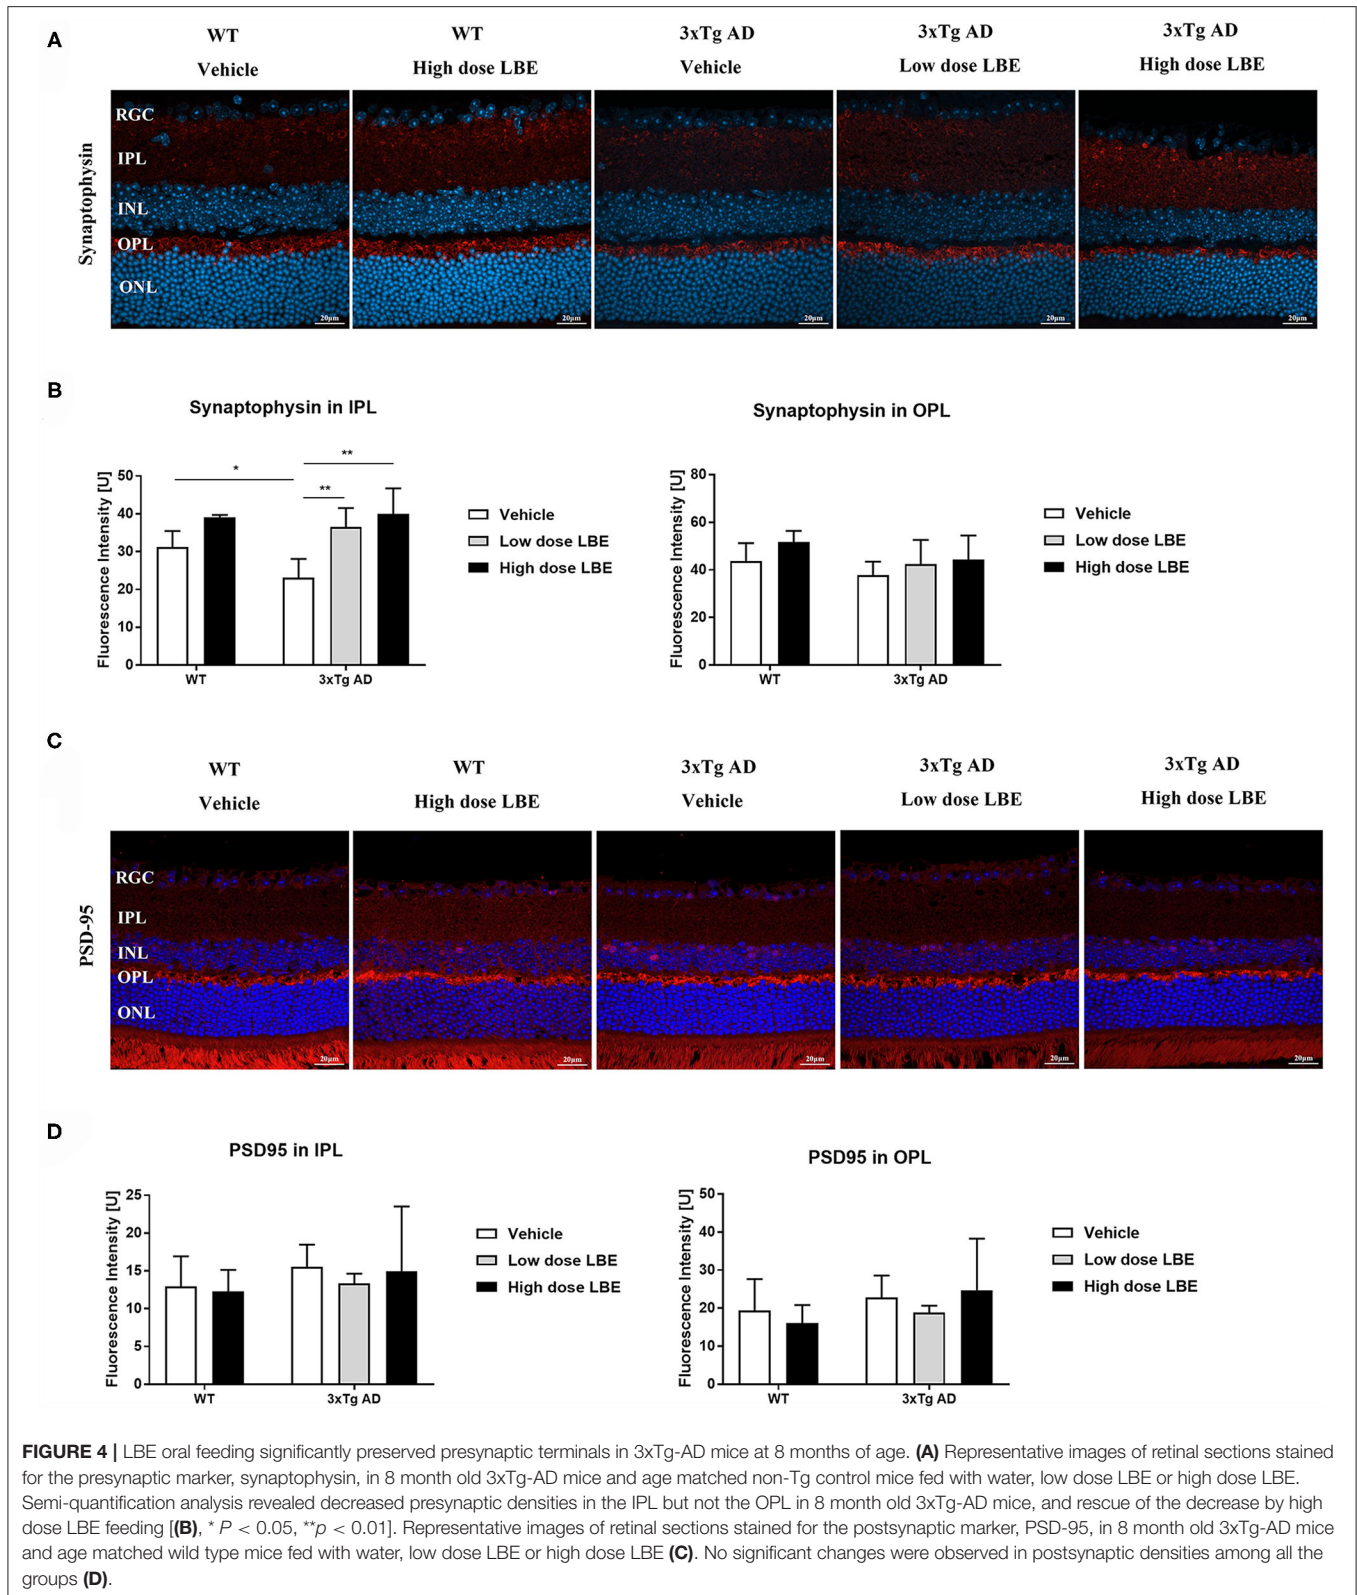 A
WT WT 3xTg AD 3xTg AD 3xTg AD
Vehicle High dose LBE Vehicle Low dose LBE High dose LBE
Synaptophysin
RGC
IPL
INL
OPL
ONL
20μm 20μm 20μm 20μm 20μm
B
Synaptophysin in IPL
Fluorescence Intensity [U]
50
40
30
20
10
0
* ** **
WT 3xTg AD
Vehicle
Low dose LBE
High dose LBE
Synaptophysin in OPL
Fluorescence Intensity [U]
80
60
40
20
0
WT 3xTg AD
Vehicle
Low dose LBE
High dose LBE
C
WT WT 3xTg AD 3xTg AD 3xTg AD
Vehicle High dose LBE Vehicle Low dose LBE High dose LBE
PSD-95
RGC
IPL
INL
OPL
ONL
20μm 20μm 20μm 20μm 20μm
D
PSD95 in IPL
Fluorescence Intensity [U]
25
20
15
10
5
0
WT 3xTg AD
Vehicle
Low dose LBE
High dose LBE
PSD95 in OPL
Fluorescence Intensity [U]
50
40
30
20
10
0
WT 3xTg AD
Vehicle
Low dose LBE
High dose LBE
FIGURE 4 | LBE oral feeding significantly preserved presynaptic terminals in 3xTg-AD mice at 8 months of age. (A) Representative images of retinal sections stained
for the presynaptic marker, synaptophysin, in 8 month old 3xTg-AD mice and age matched non-Tg control mice fed with water, low dose LBE or high dose LBE.
Semi-quantification analysis revealed decreased presynaptic densities in the IPL but not the OPL in 8 month old 3xTg-AD mice, and rescue of the decrease by high
dose LBE feeding [(B), * P < 0.05, **p < 0.01]. Representative images of retinal sections stained for the postsynaptic marker, PSD-95, in 8 month old 3xTg-AD mice
and age matched wild type mice fed with water, low dose LBE or high dose LBE (C). No significant changes were observed in postsynaptic densities among all the
groups (D).